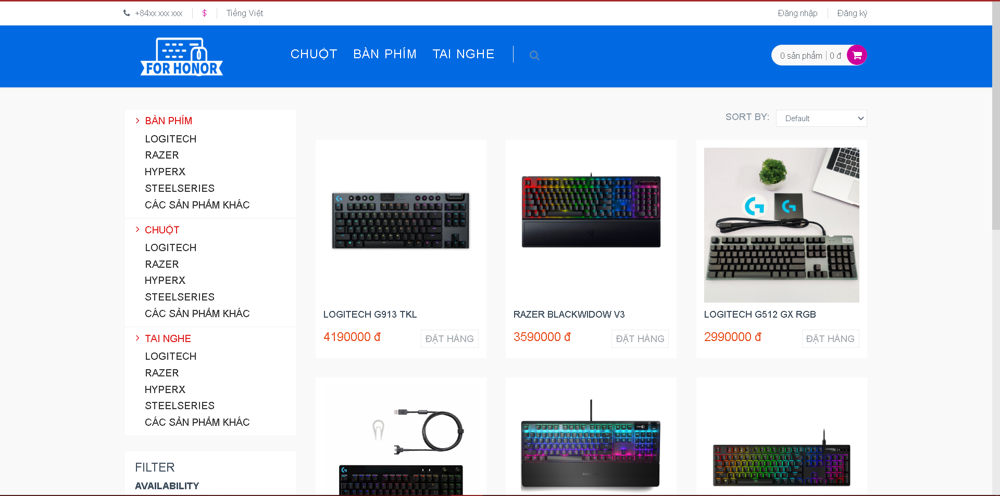 +84xx xxx xxx $ Tiếng Việt Đăng nhập Đăng ký
FOR HONOR
CHUỘT BÀN PHÍM TAI NGHE
0 sản phẩm 0 đ
BÀN PHÍM
LOGITECH
RAZER
HYPERX
STEELSERIES
CÁC SẢN PHẨM KHÁC
CHUỘT
LOGITECH
RAZER
HYPERX
STEELSERIES
CÁC SẢN PHẨM KHÁC
TAI NGHE
LOGITECH
RAZER
HYPERX
STEELSERIES
CÁC SẢN PHẨM KHÁC
FILTER
AVAILABILITY
SORT BY: Default
LOGITECH G913 TKL
4190000 đ ĐẶT HÀNG
RAZER BLACKWIDOW V3
3590000 đ ĐẶT HÀNG
LOGITECH G512 GX RGB
2990000 đ ĐẶT HÀNG